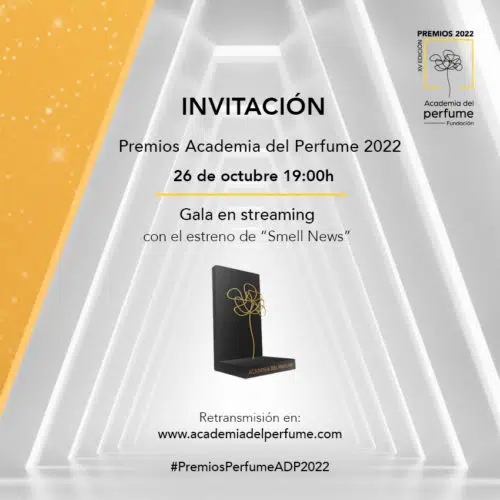 PREMIOS 2022
XV EDICIÓN
Academia del
perfume
Fundación
INVITACIÓN
Premios Academia del Perfume 2022
26 de octubre 19:00h
Gala en streaming
con el estreno de “Smell News”
ACADEMIA DEL PERFUME
Retransmisión en:
www.academiadelperfume.com
#PremiosPerfumeADP2022